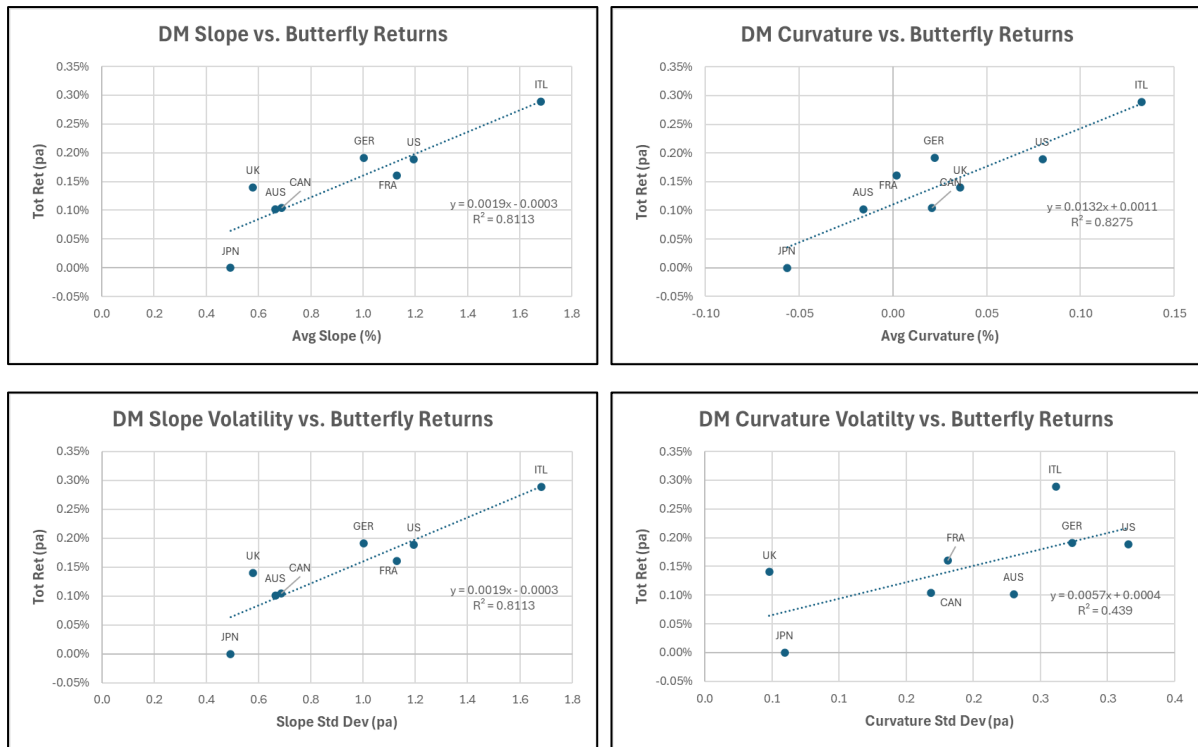 DM Slope vs. Butterfly Returns
Tot Ret (pa)
0.35%
0.30%
0.25%
0.20%
0.15%
0.10%
0.05%
0.00%
-0.05%
ITL
GER
US
UK
CAN
AUS
FRA
JPN
y = 0.0019x - 0.0003
R² = 0.8113
0.0 0.2 0.4 0.6 0.8 1.0 1.2 1.4 1.6 1.8
Avg Slope (%)
DM Curvature vs. Butterfly Returns
Tot Ret (pa)
0.35%
0.30%
0.25%
0.20%
0.15%
0.10%
0.05%
0.00%
-0.05%
ITL
GER
US
UK
AUS
FRA
CAN
JPN
y = 0.0132x + 0.0011
R² = 0.8275
-0.10 -0.05 0.00 0.05 0.10 0.15
Avg Curvature (%)
DM Slope Volatility vs. Butterfly Returns
Tot Ret (pa)
0.35%
0.30%
0.25%
0.20%
0.15%
0.10%
0.05%
0.00%
-0.05%
ITL
GER
US
UK
CAN
AUS
FRA
JPN
y = 0.0019x - 0.0003
R² = 0.8113
0.0 0.2 0.4 0.6 0.8 1.0 1.2 1.4 1.6 1.8
Slope Std Dev (pa)
DM Curvature Volatilty vs. Butterfly Returns
Tot Ret (pa)
0.35%
0.30%
0.25%
0.20%
0.15%
0.10%
0.05%
0.00%
-0.05%
ITL
FRA
GER
US
UK
AUS
CAN
JPN
y = 0.0057x + 0.0004
R² = 0.439
0.0 0.1 0.1 0.2 0.2 0.3 0.3 0.4
Curvature Std Dev (pa)